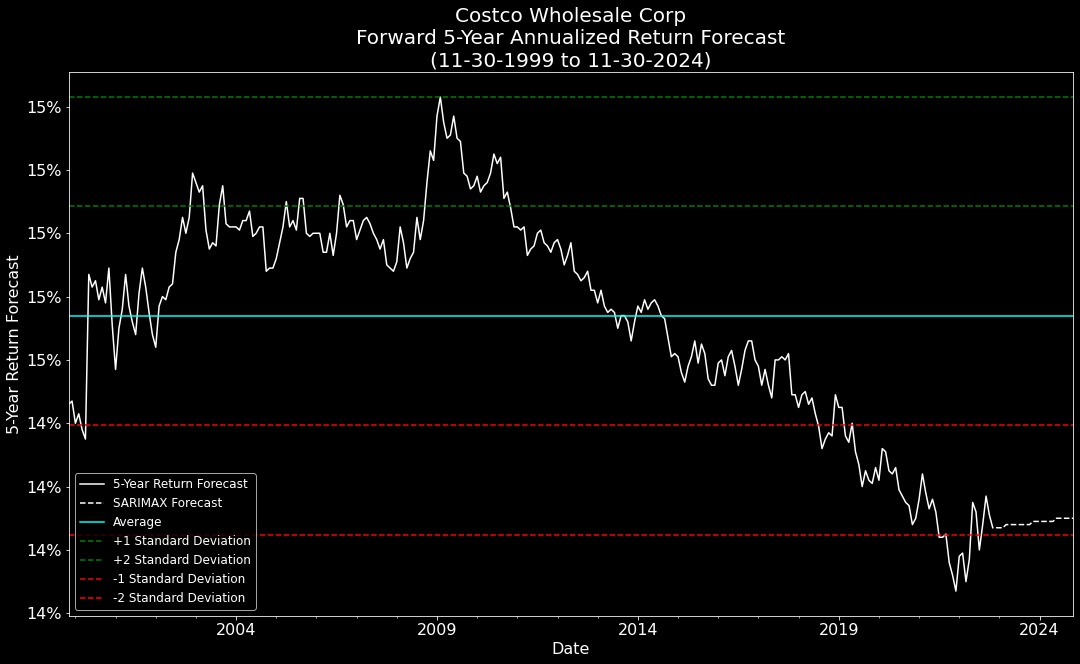 Costco Wholesale Corp
Forward 5-Year Annualized Return Forecast
(11-30-1999 to 11-30-2024)
5-Year Return Forecast
15%
15%
15%
15%
15%
14%
14%
14%
14%
5-Year Return Forecast
SARIMAX Forecast
Average
+1 Standard Deviation
+2 Standard Deviation
-1 Standard Deviation
-2 Standard Deviation
2004
2009
2014
2019
2024
Date